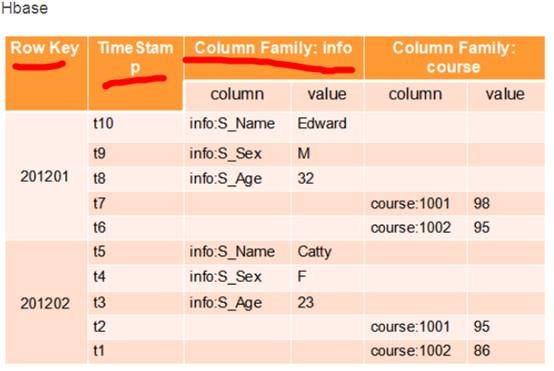 Hbase
Row Key TimeStam Column Family: info Column Family:
p course
column value column value
t10 info:S_Name Edward
t9 info:S_Sex M
201201 t8 info:S_Age 32
t7 course:1001 98
t6 course:1002 95
t5 info:S_Name Catty
t4 info:S_Sex F
201202 t3 info:S_Age 23
t2 course:1001 95
t1 course:1002 86